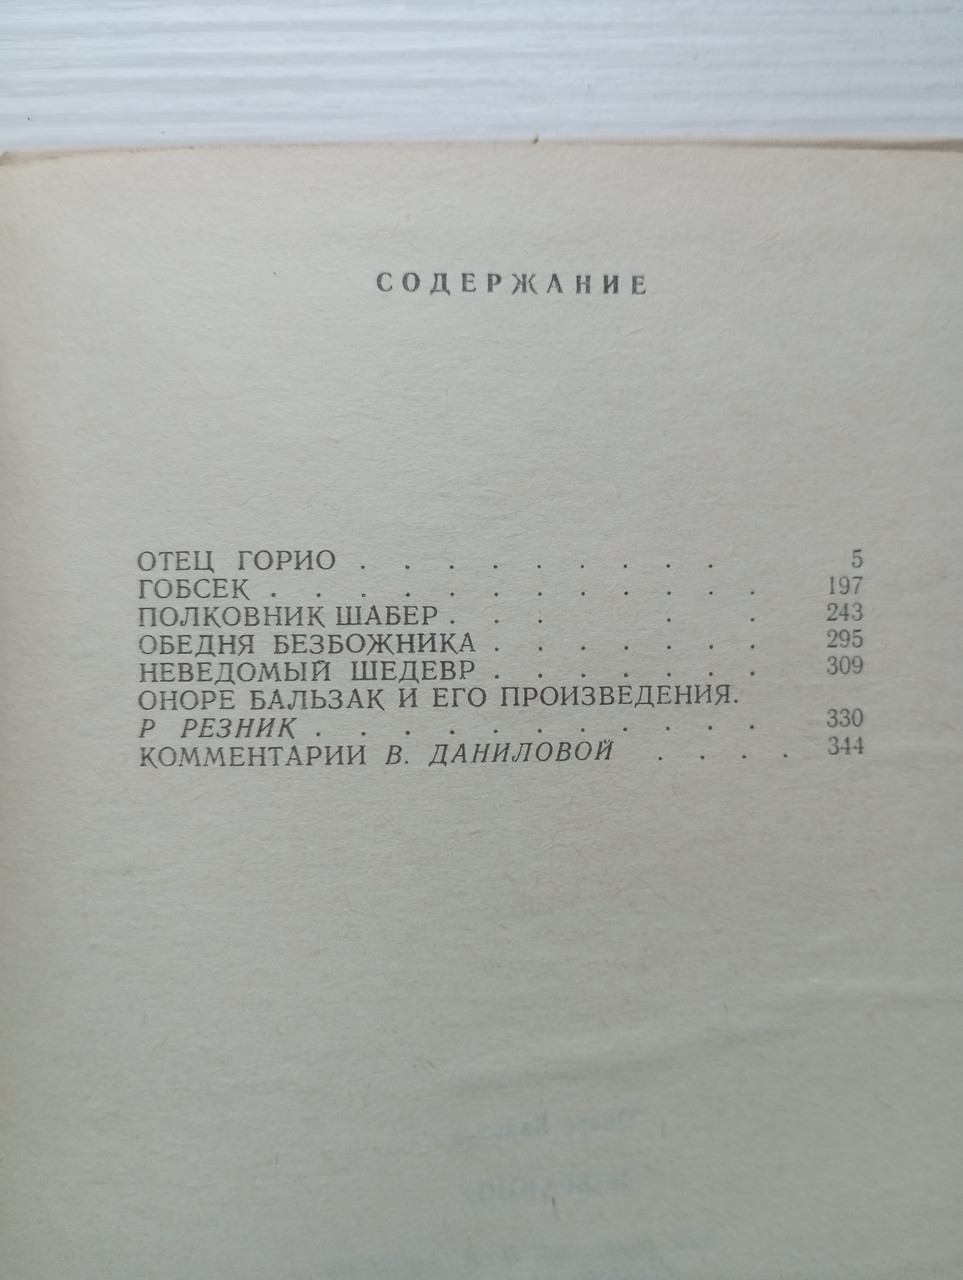 СОДЕРЖАНИЕ
ОТЕЦ ГОРИО . . . . . . . . . 5
ГОБСЕК . . . . . . . . . . . 197
ПОЛКОВНИК ШАБЕР . . . . . 243
ОБЕДНЯ БЕЗБОЖНИКА . . . . . . . 295
НЕВЕДОМЫЙ ШЕДЕВР . . . . . . . 309
ОНОРЕ БАЛЬЗАК И ЕГО ПРОИЗВЕДЕНИЯ.
Р РЕЗНИК . . . . . . . . . . . 330
КОММЕНТАРИИ В. ДАНИЛОВОЙ . . . . 344